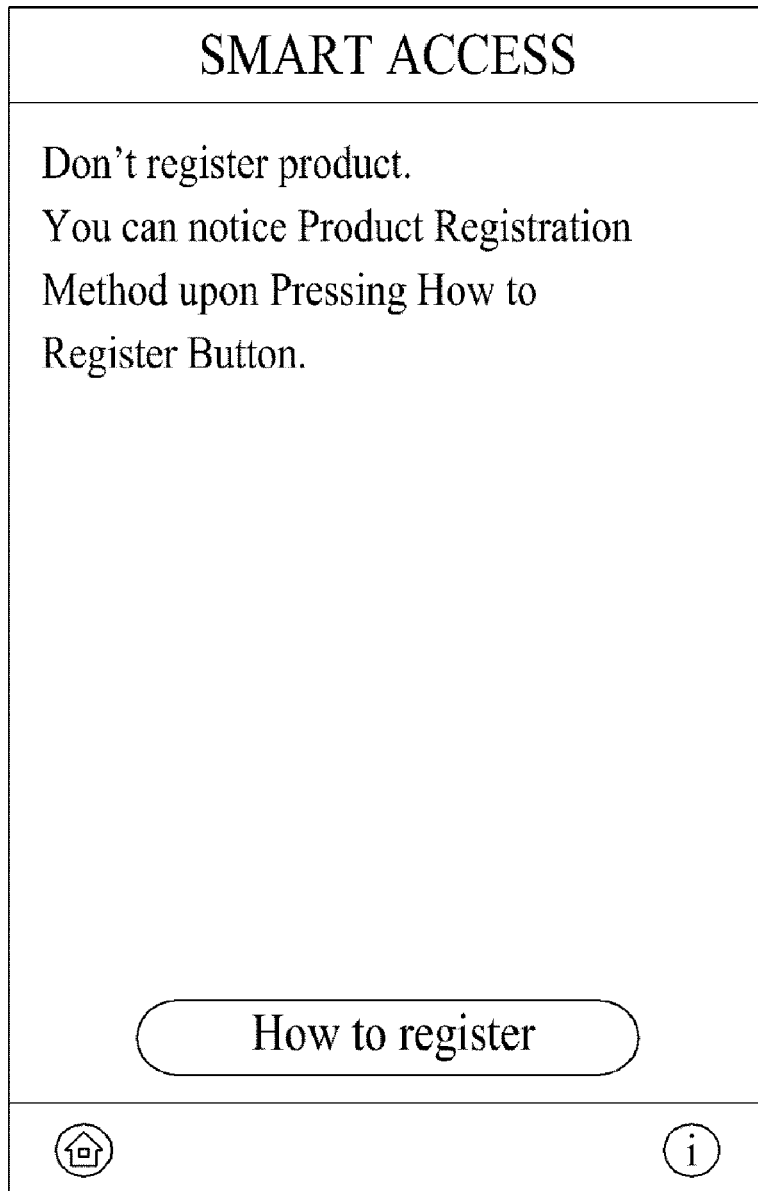 SMART ACCESS
Don't register product.
You can notice Product Registration
Method upon Pressing How to
Register Button.
How to register
i